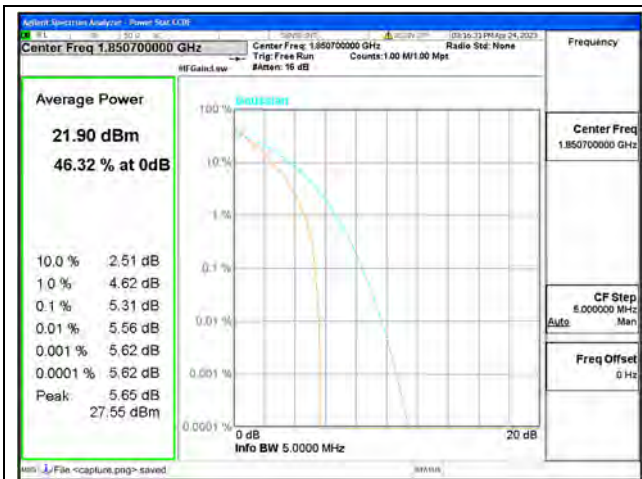 Agilent Spectrum Analyzer - Power Stat CCDF
Center Freq 1.850700000 GHz
Center Freq: 1.850700000 GHz
Trig: Free Run
Counts:1.00 M/1.00 Mpt
#IFGain:Low
#Atten: 16 dB
03:16:31 PM Apr 24, 2023
Radio Std: None
Frequency
Average Power
21.90 dBm
46.32 % at 0dB
10.0 % 2.51 dB
1.0 % 4.62 dB
0.1 % 5.31 dB
0.01 % 5.56 dB
0.001 % 5.62 dB
0.0001 % 5.62 dB
Peak 5.65 dB
27.55 dBm
Gaussian
100 %
10 %
1 %
0.1 %
0.01 %
0.001 %
0.0001 %
0 dB
20 dB
Info BW 5.0000 MHz
Center Freq
1.850700000 GHz
CF Step
5.000000 MHz
Auto Man
Freq Offset
0 Hz
MSG
File <capture.png> saved
STATUS